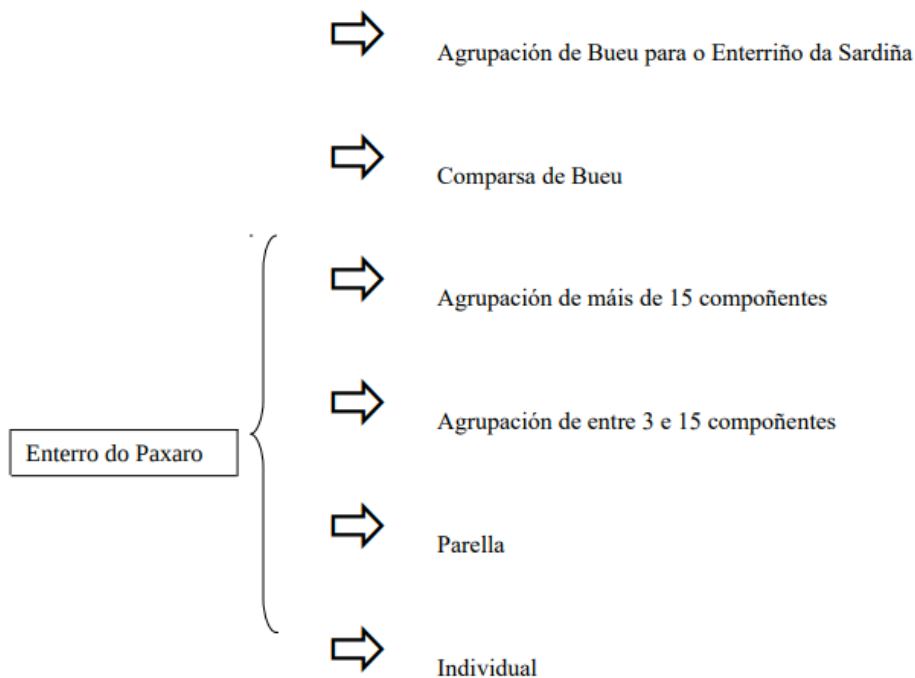 Agrupación de Bueu para o Enterriño da Sardiña
Comparsa de Bueu
Agrupación de máis de 15 compoñentes
Agrupación de entre 3 e 15 compoñentes
Enterro do Paxaro
Parella
Individual